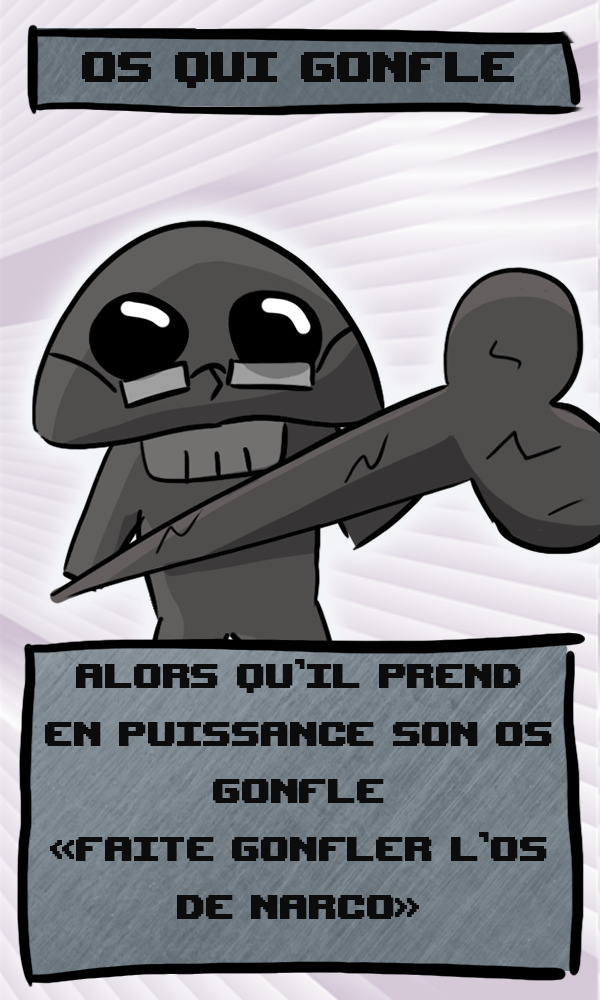 OS QUI GONFLE
ALORS QU'IL PREND
EN PUISSANCE SON OS
GONFLE
«FAITE GONFLER L'OS
DE NARCO»